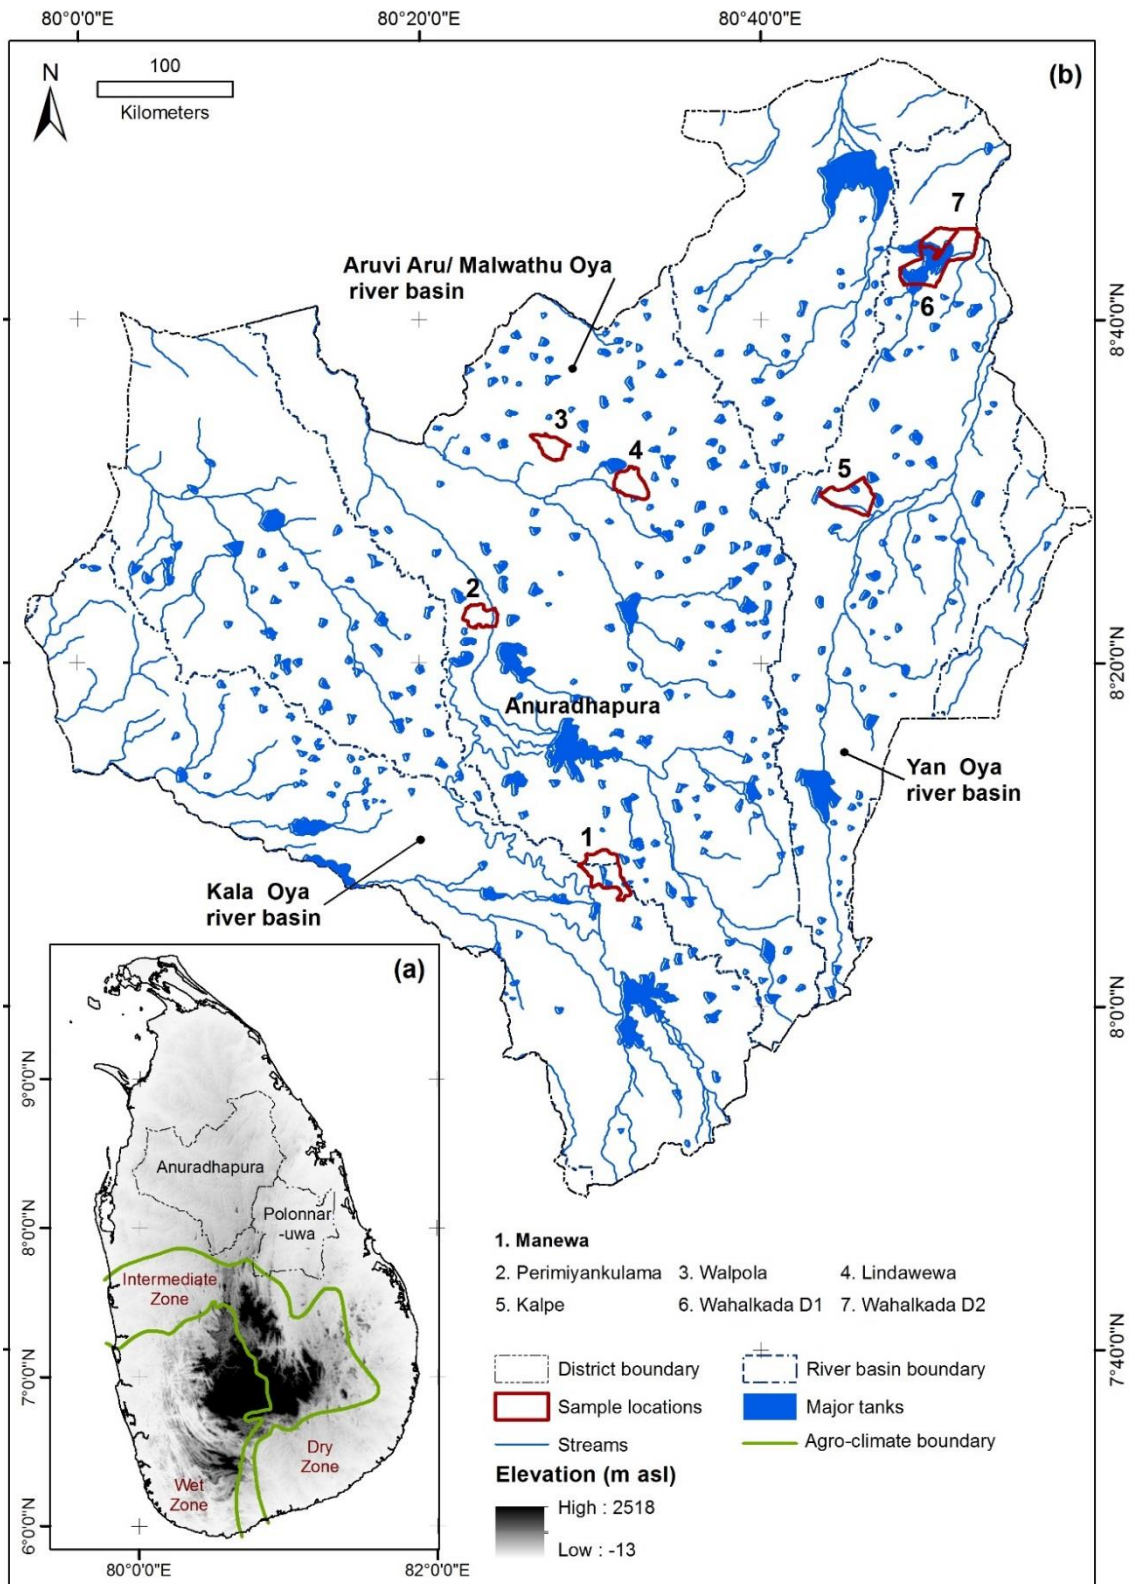 80°0'0"E 80°20'0"E 80°40'0"E
N
100
Kilometers
(b)
7
Aruvi Aru/ Malwathu Oya
river basin
6
8°40'0"N
3
4
5
2
8°20'0"N
Anuradhapura
Yan Oya
river basin
1
Kala Oya
river basin
8°0'0"N
(a)
9°0'0"N
Anuradhapura
Polonnar
-uwa
8°0'0"N
Intermediate
Zone
7°0'0"N
Dry
Zone
Wet
Zone
6°0'0"N
80°0'0"E 82°0'0"E
1. Manewa
2. Perimiyankulama 3. Walpola 4. Lindawewa
5. Kalpe 6. Wahalkada D1 7. Wahalkada D2
7°40'0"N
District boundary River basin boundary
Sample locations Major tanks
Streams Agro-climate boundary
Elevation (m asl)
High : 2518
Low : -13